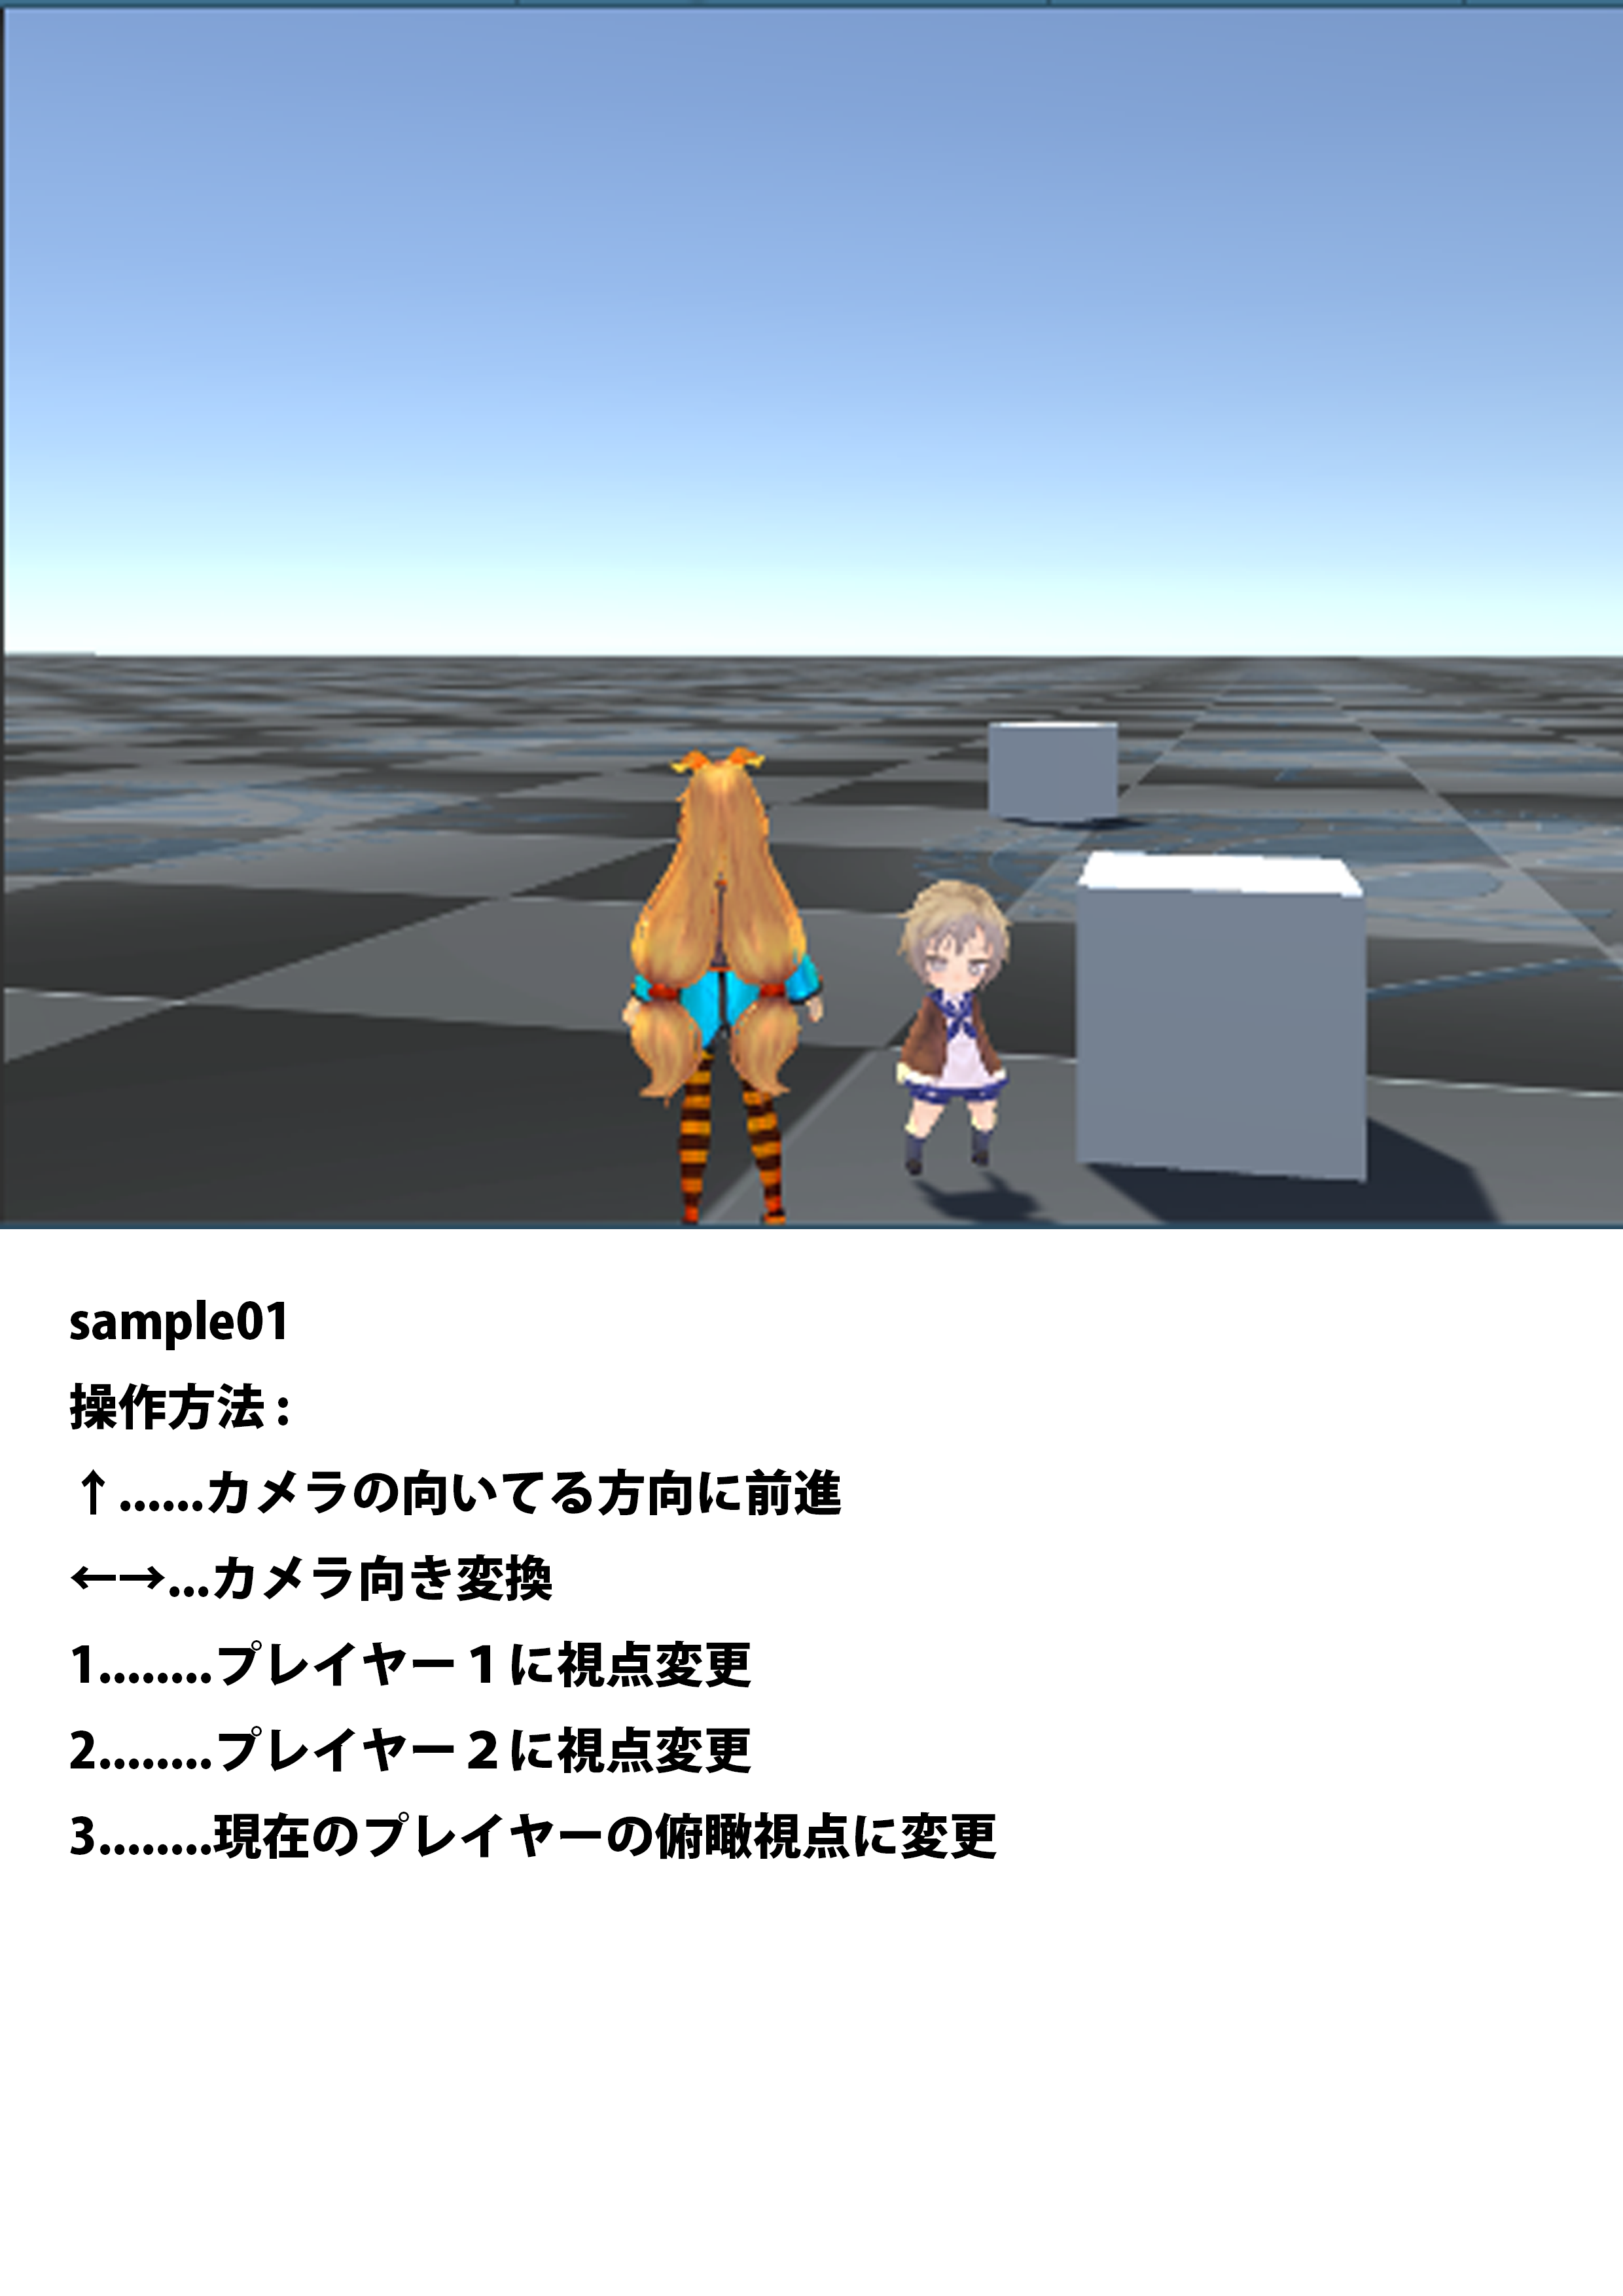 sample01
操作方法 :
↑......カメラの向いてる方向に前進
←→...カメラ向き変換
1........プレイヤー１に視点変更
2........プレイヤー２に視点変更
3........現在のプレイヤーの俯瞰視点に変更